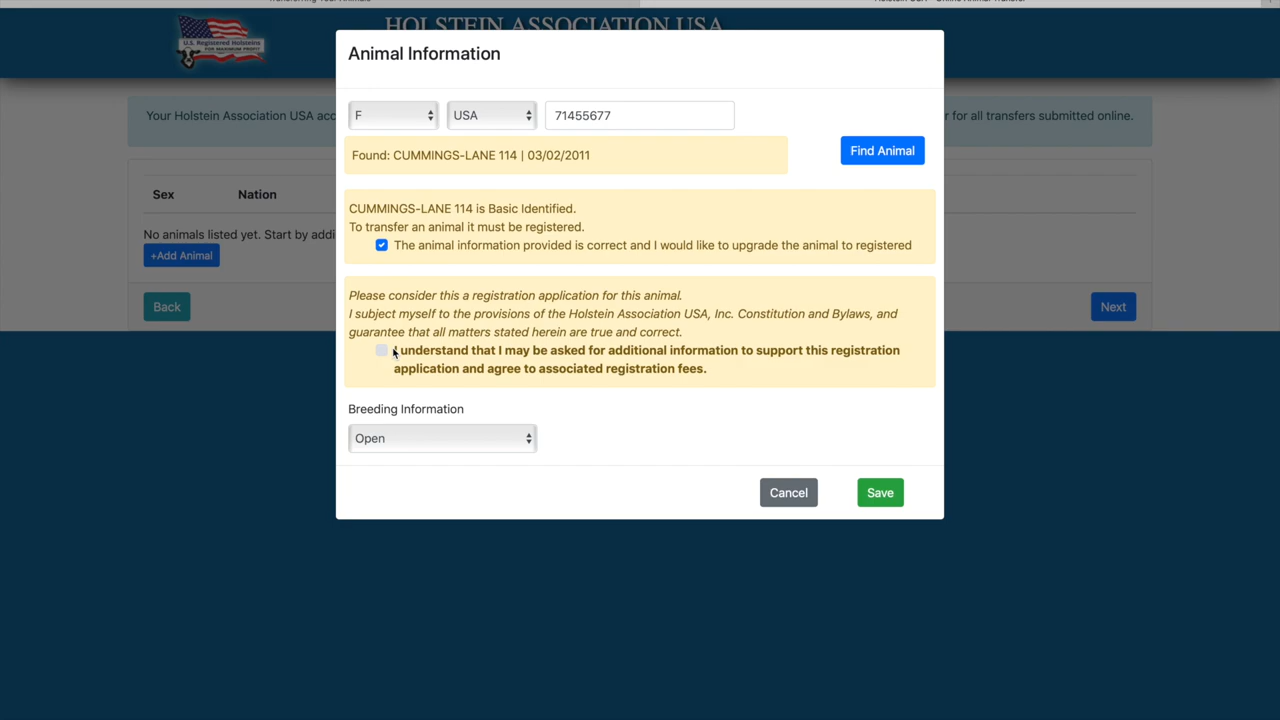 HOLSTEIN ASSOCIATION USA
U.S. Registered Holsteins
FOR MAXIMUM PROFIT
Animal Information
F
USA
71455677
Your Holstein Association USA acc
r for all transfers submitted online.
Found: CUMMINGS-LANE 114 | 03/02/2011
Find Animal
Sex
Nation
CUMMINGS-LANE 114 is Basic Identified.
To transfer an animal it must be registered.
The animal information provided is correct and I would like to upgrade the animal to registered
No animals listed yet. Start by addi
+Add Animal
Please consider this a registration application for this animal.
I subject myself to the provisions of the Holstein Association USA, Inc. Constitution and Bylaws, and
guarantee that all matters stated herein are true and correct.
Back
Next
I understand that I may be asked for additional information to support this registration
application and agree to associated registration fees.
Breeding Information
Open
Cancel
Save